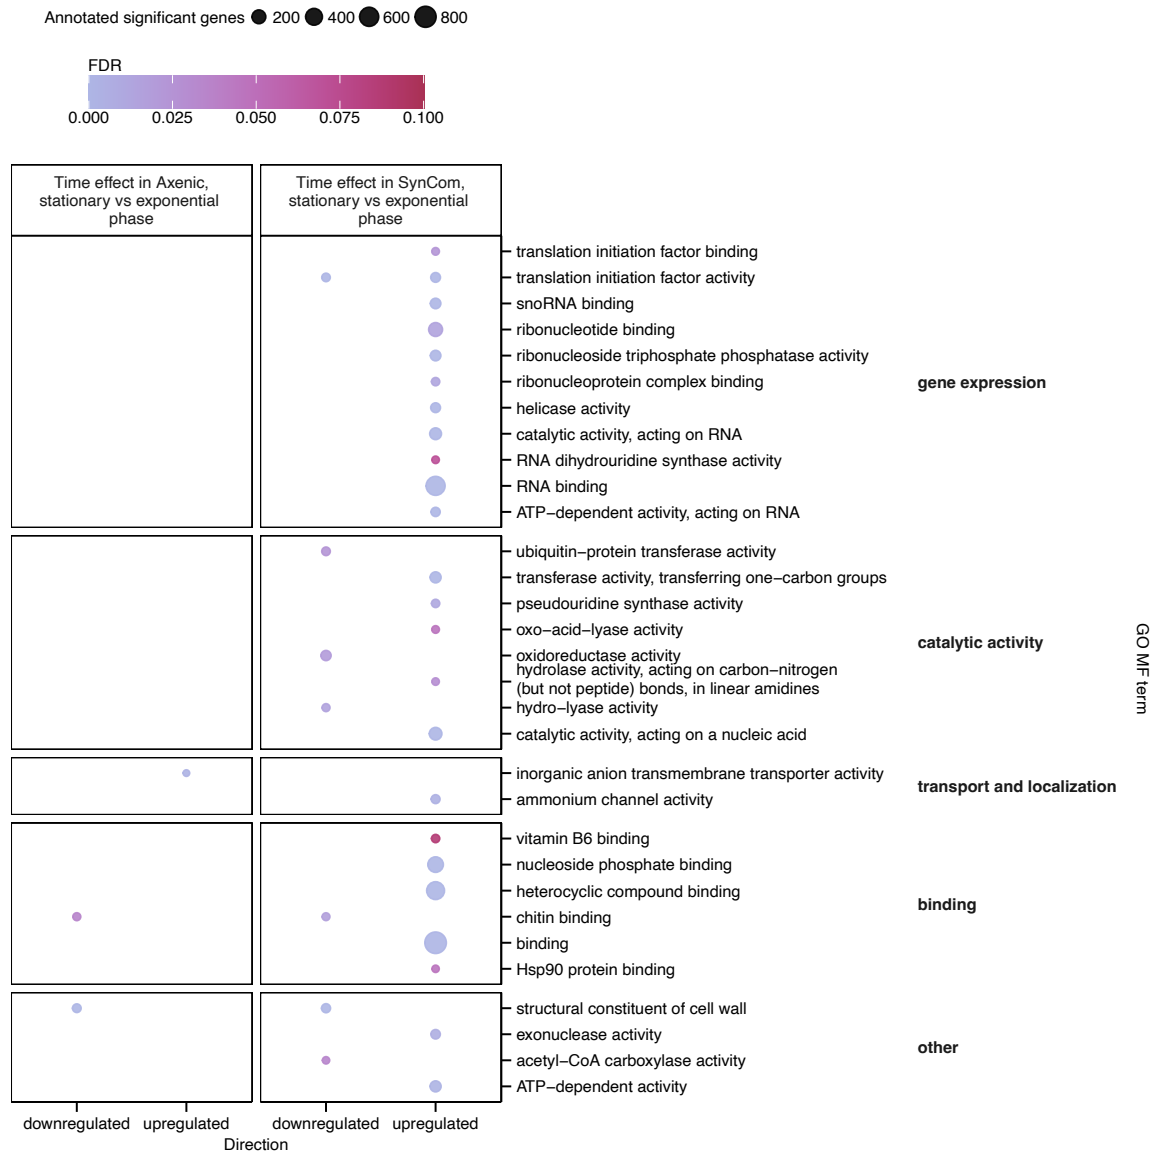 Annotated significant genes 200 400 600 800
FDR
0.000 0.025 0.050 0.075 0.100
Time effect in Axenic,
stationary vs exponential
phase
Time effect in SynCom,
stationary vs exponential
phase
translation initiation factor binding
translation initiation factor activity
snoRNA binding
ribonucleotide binding
ribonucleoside triphosphate phosphatase activity
ribonucleoprotein complex binding
helicase activity
catalytic activity, acting on RNA
RNA dihydrouridine synthase activity
RNA binding
ATP−dependent activity, acting on RNA
gene expression
ubiquitin−protein transferase activity
transferase activity, transferring one−carbon groups
pseudouridine synthase activity
oxo−acid−lyase activity
oxidoreductase activity
hydrolase activity, acting on carbon−nitrogen
(but not peptide) bonds, in linear amidines
hydro−lyase activity
catalytic activity, acting on a nucleic acid
catalytic activity
inorganic anion transmembrane transporter activity
ammonium channel activity
transport and localization
vitamin B6 binding
nucleoside phosphate binding
heterocyclic compound binding
chitin binding
binding
Hsp90 protein binding
binding
structural constituent of cell wall
exonuclease activity
acetyl−CoA carboxylase activity
ATP−dependent activity
other
GO MF term
downregulated upregulated downregulated upregulated
Direction